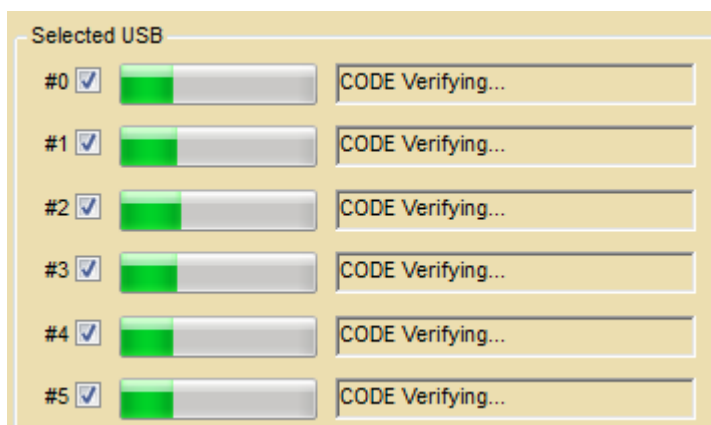 Selected USB
#0 CODE Verifying...
#1 CODE Verifying...
#2 CODE Verifying...
#3 CODE Verifying...
#4 CODE Verifying...
#5 CODE Verifying...